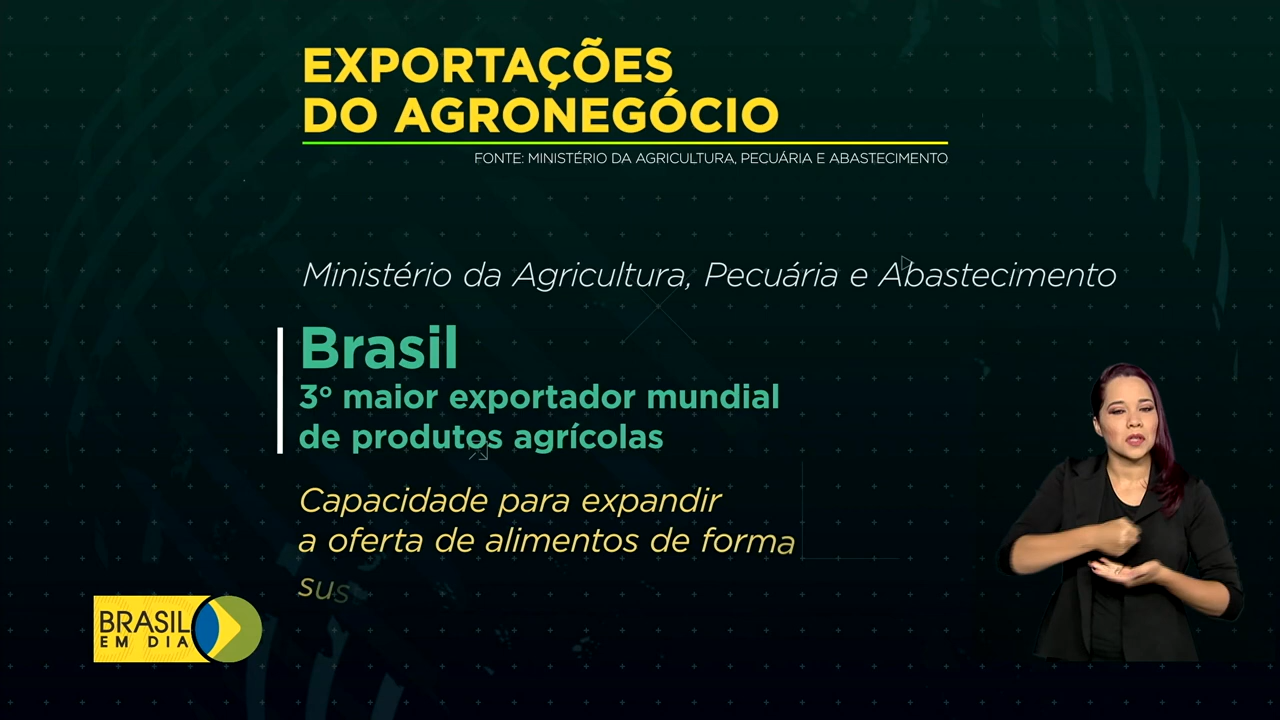 EXPORTAÇÕES
DO AGRONEGÓCIO
FONTE: MINISTÉRIO DA AGRICULTURA, PECUÁRIA E ABASTECIMENTO
Ministério da Agricultura, Pecuária e Abastecimento
Brasil
3º maior exportador mundial
de produtos agrícolas
Capacidade para expandir
a oferta de alimentos de forma
sus
BRASIL
EM DIA